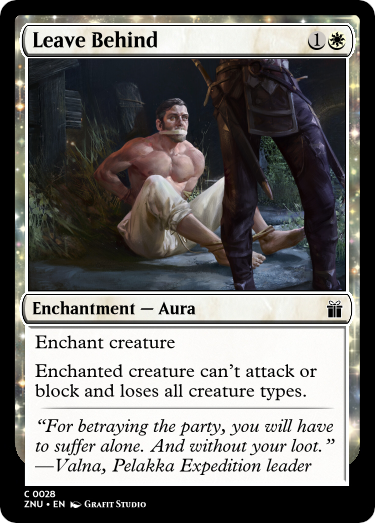 Leave Behind 1
Enchantment — Aura
Enchant creature
Enchanted creature can't attack or
block and loses all creature types.
“For betraying the party, you will have
to suffer alone. And without your loot.”
—Valna, Pelakka Expedition leader
C 0028
ZNU • EN Grafit Studio